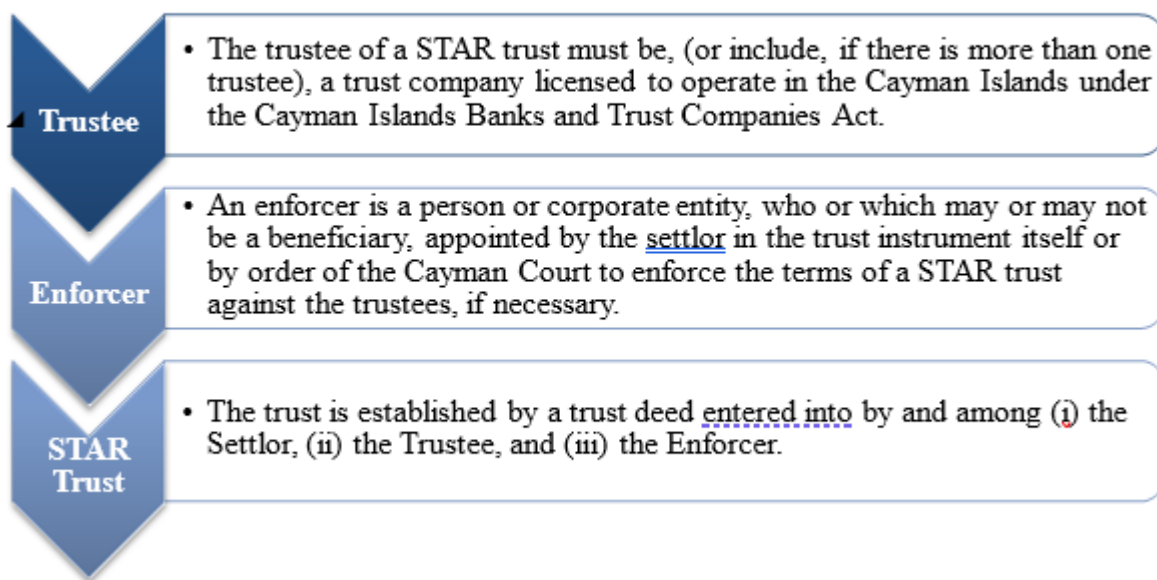 Trustee
• The trustee of a STAR trust must be, (or include, if there is more than one
trustee), a trust company licensed to operate in the Cayman Islands under
the Cayman Islands Banks and Trust Companies Act.
Enforcer
• An enforcer is a person or corporate entity, who or which may or may not
be a beneficiary, appointed by the settlor in the trust instrument itself or
by order of the Cayman Court to enforce the terms of a STAR trust
against the trustees, if necessary.
STAR
Trust
• The trust is established by a trust deed entered into by and among (i) the
Settlor, (ii) the Trustee, and (iii) the Enforcer.